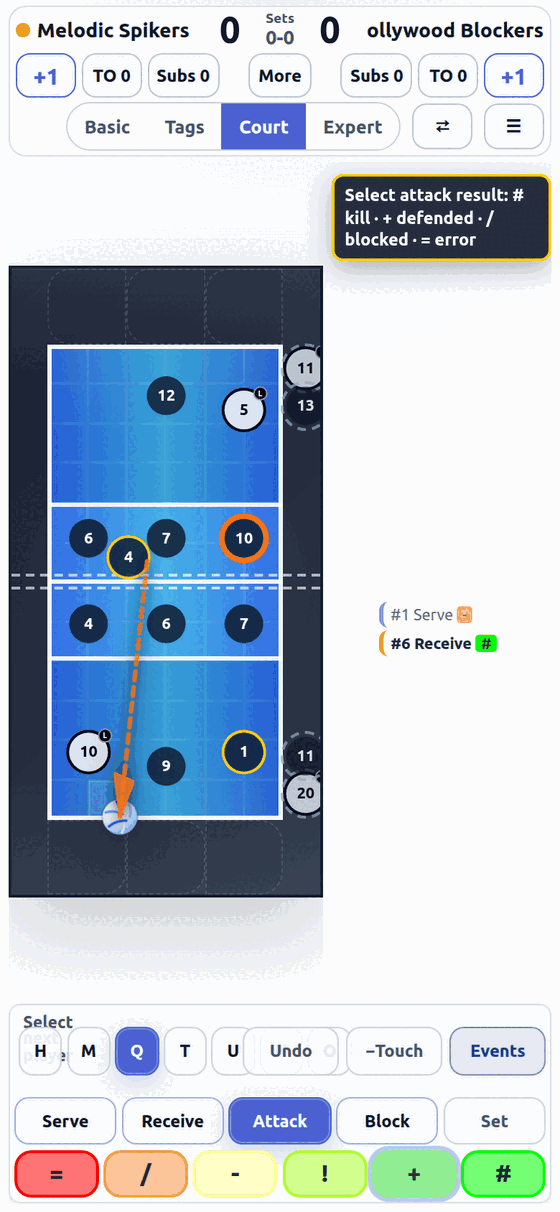 Melodic Spikers 0 Sets 0-0 0 ollywood Blockers
+1 TO 0 Subs 0 More Subs 0 TO 0 +1
Basic Tags Court Expert ⇄ ☰
Select attack result: #
kill · + defended · /
blocked · = error
11
12
5 L
13
6 7 10
4
4 6 7
#1 Serve
#6 Receive #
10 L
9
1
11
20
Select
H M Q T U Undo −Touch Events
Serve Receive Attack Block Set
= / - ! + #